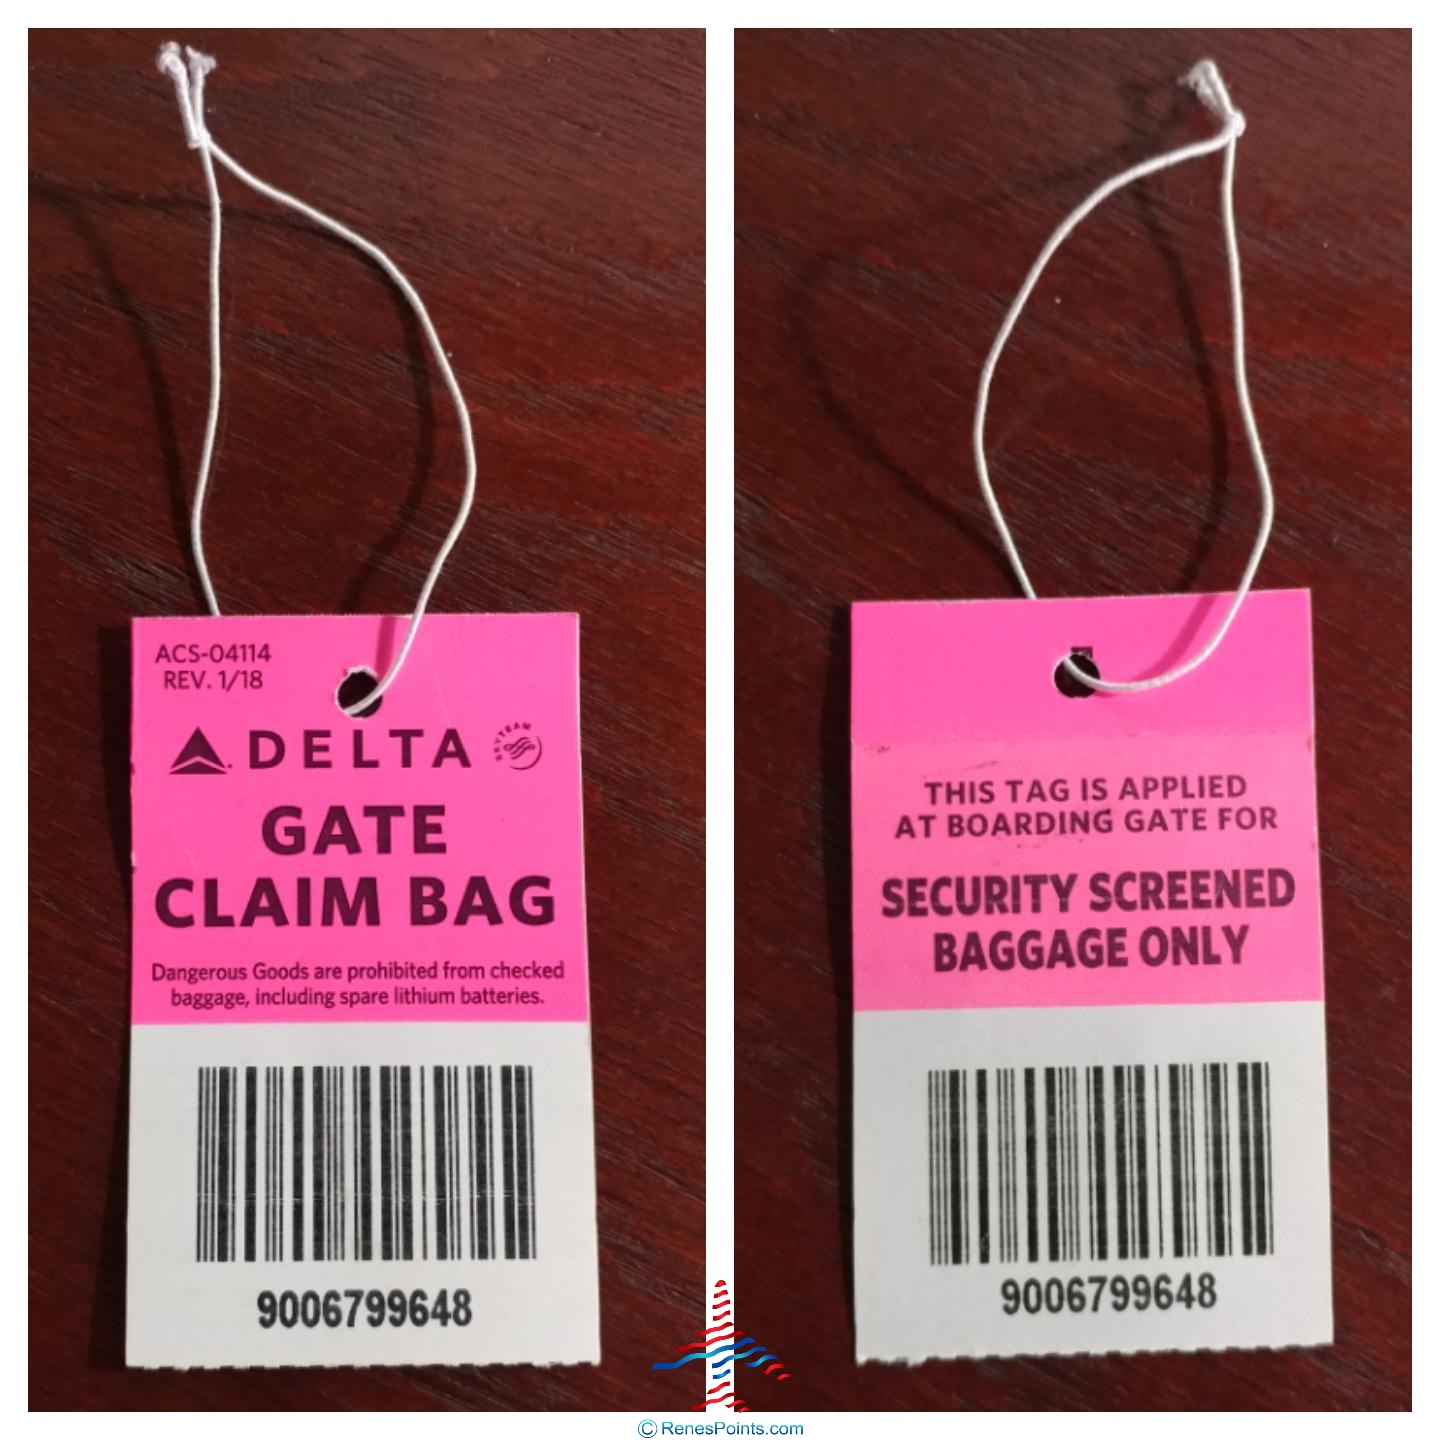 ACS-04114
REV. 1/18
DELTA SKYTEAM
GATE
CLAIM BAG
Dangerous Goods are prohibited from checked
baggage, including spare lithium batteries.
9006799648
THIS TAG IS APPLIED
AT BOARDING GATE FOR
SECURITY SCREENED
BAGGAGE ONLY
9006799648
© RenesPoints.com